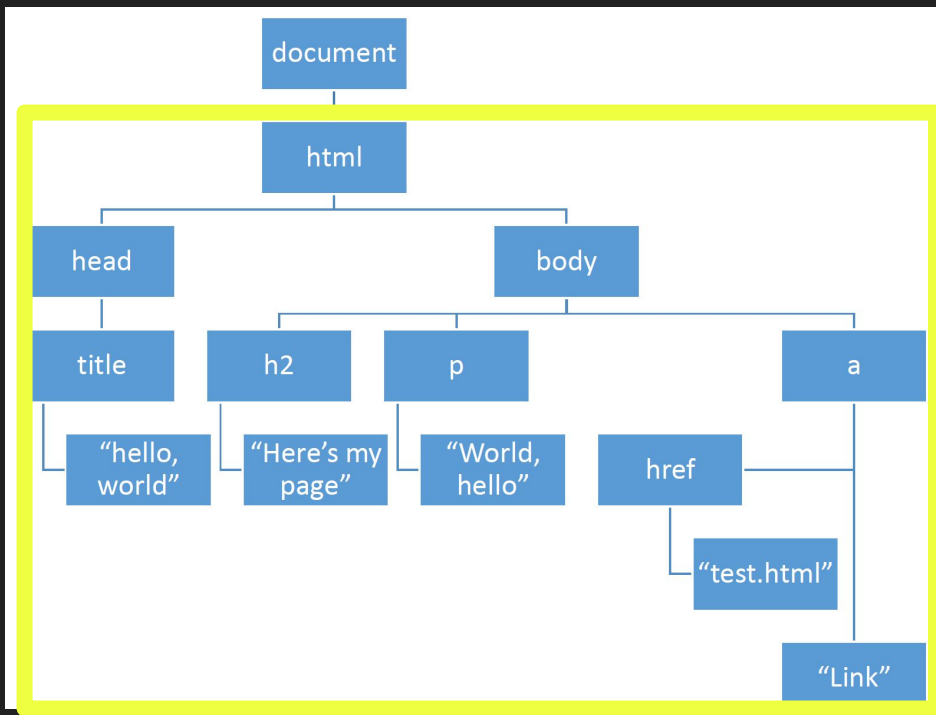 document
html
head
body
title
h2
p
a
“hello,
world”
“Here’s my
page”
“World,
hello”
href
“test.html”
“Link”